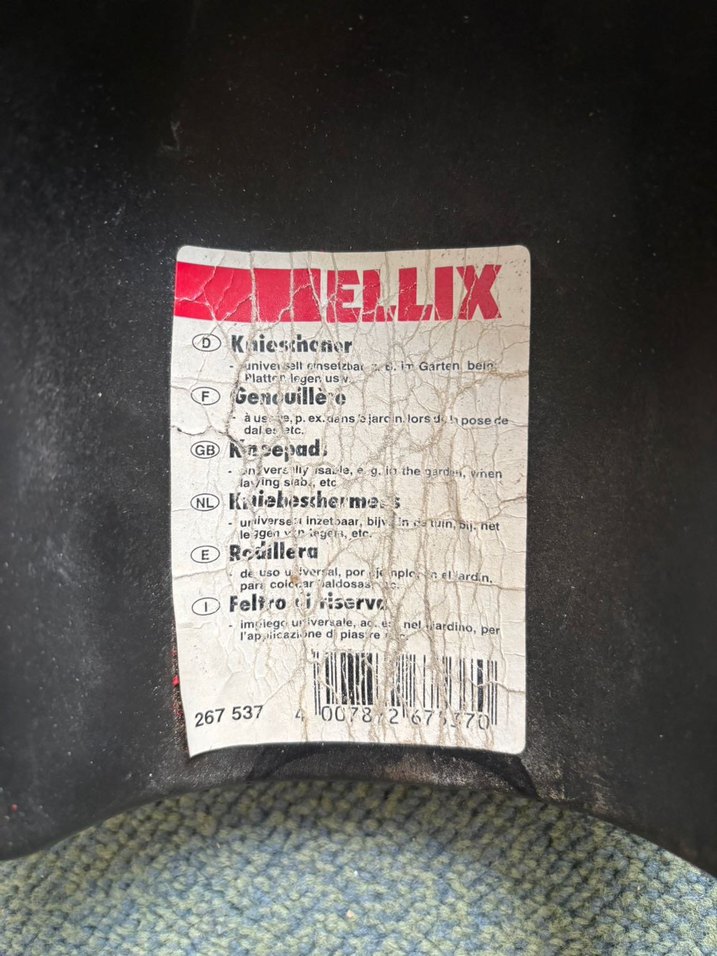 MELLIX
D Knieschoner
- universell einsetzbar z. B. im Garten, beim
Platten legen usw.
F Genouillère
- à usage, p. ex. dans le jardin, lors de la pose de
dalles etc.
GB Kneepads
- universally usable, e. g. in the garden, when
laying slabs, etc.
NL Kniebeschermers
- universeel inzetbaar, bijv. in de tuin, bij het
leggen van tegels, etc.
E Rodillera
- de uso universal, por ejemplo en el jardin,
para colocar baldosas etc.
I Feltro di riserva
- impiego universale, ad es. nel giardino, per
l'applicazione di piastre
267 537
4 007872 675370